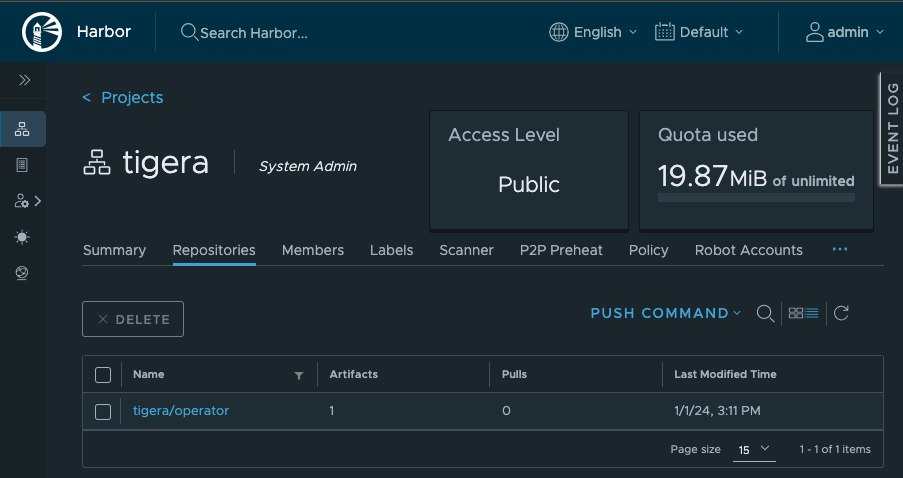 Harbor
Search Harbor...
English
Default
admin
EVENT LOG
< Projects
tigera
System Admin
Access Level
Public
Quota used
19.87MiB of unlimited
Summary Repositories Members Labels Scanner P2P Preheat Policy Robot Accounts ...
× DELETE
PUSH COMMAND
Name Artifacts Pulls Last Modified Time
tigera/operator 1 0 1/1/24, 3:11 PM
Page size 15 1 - 1 of 1 items